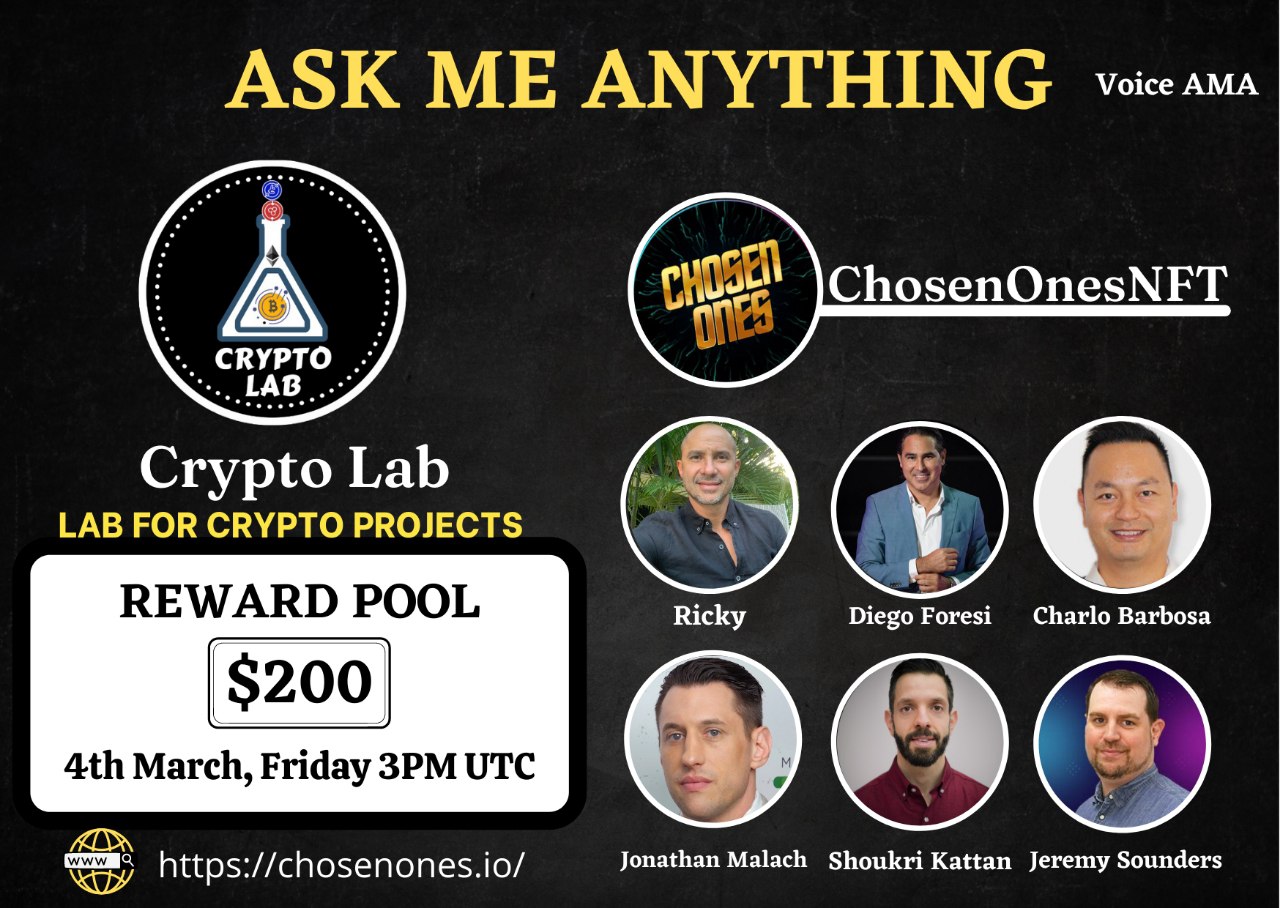 ASK ME ANYTHING
Voice AMA
CRYPTO
LAB
Crypto Lab
LAB FOR CRYPTO PROJECTS
REWARD POOL
$200
4th March, Friday 3PM UTC
WWW
https://chosenones.io/
CHOSEN
ONES
ChosenOnesNFT
Ricky
Diego Foresi
Charlo Barbosa
Jonathan Malach
Shoukri Kattan
Jeremy Sounders